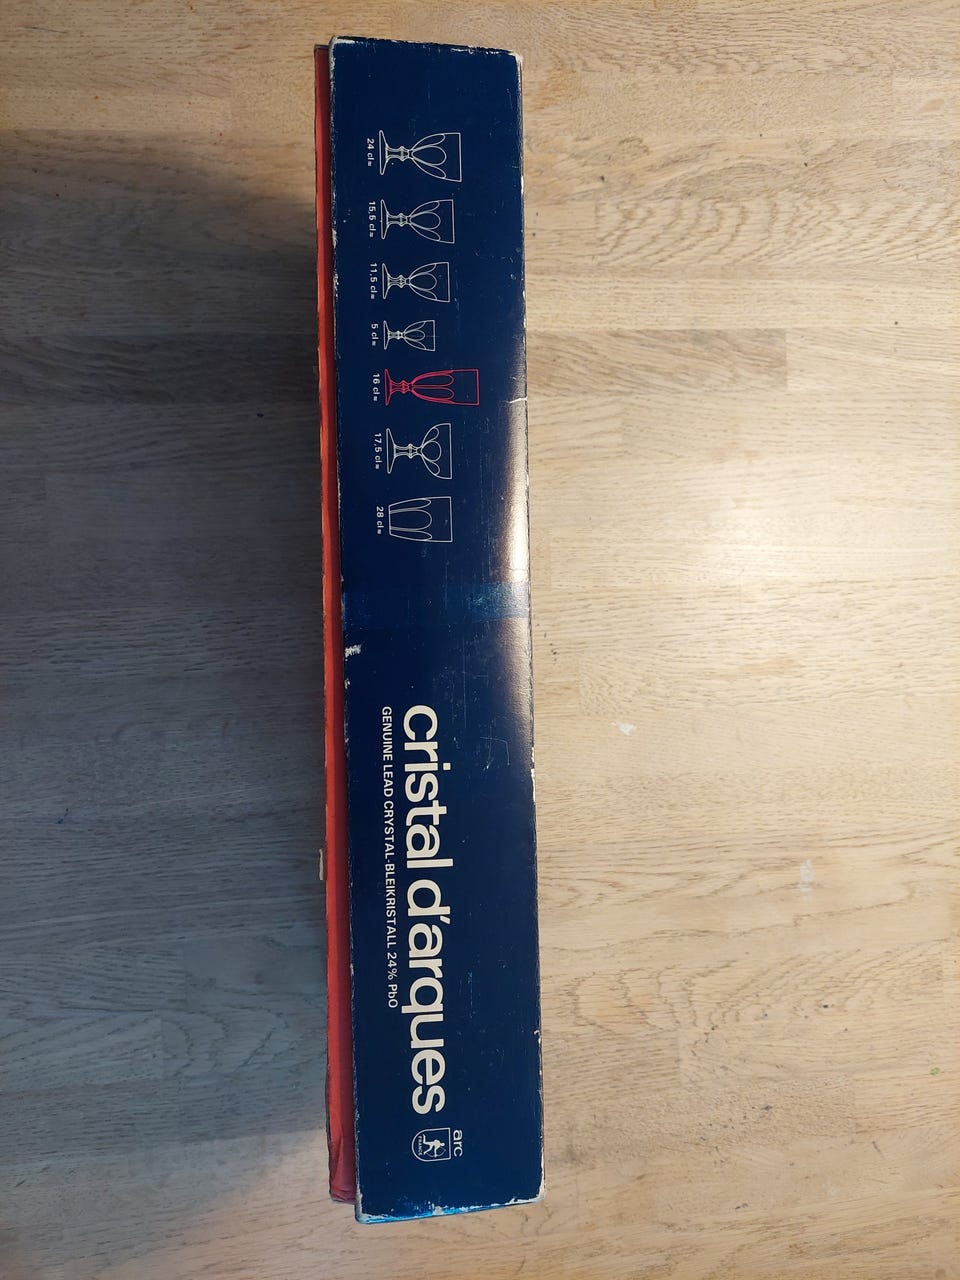 24 cl≈
15,5 cl≈
11,5 cl≈
5 cl≈
16 cl≈
17,5 cl≈
28 cl≈
cristal d'arques
GENUINE LEAD CRYSTAL-BLEIKRISTALL 24% PbO
arc
FRANCE